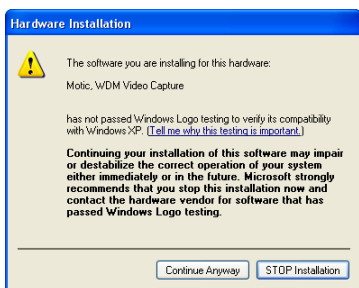 Hardware Installation
The software you are installing for this hardware:
Motic, WDM Video Capture
has not passed Windows Logo testing to verify its compatibility
with Windows XP. (Tell me why this testing is important.)
Continuing your installation of this software may impair
or destabilize the correct operation of your system
either immediately or in the future. Microsoft strongly
recommends that you stop this installation now and
contact the hardware vendor for software that has
passed Windows Logo testing.
Continue Anyway
STOP Installation